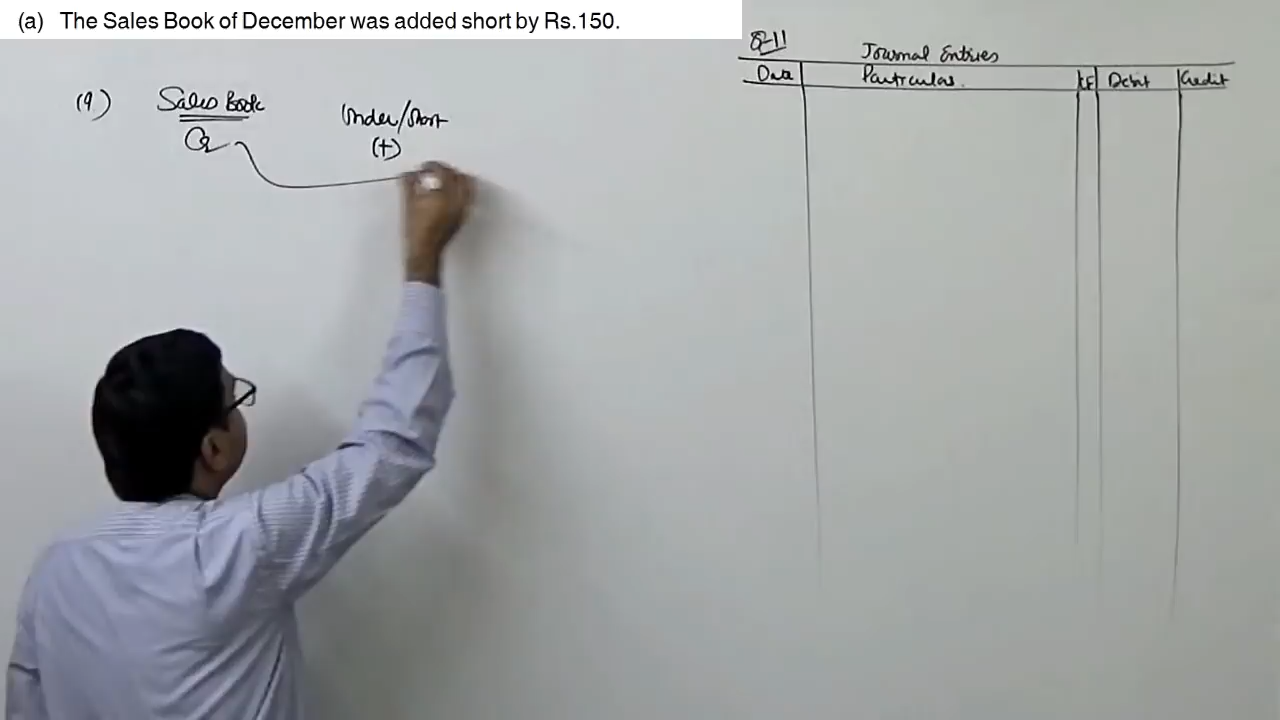 (a) The Sales Book of December was added short by Rs.150.
Q-11
Journal Entries
Date Particulars. LF Debit Credit
(9) Sales Book Under/Short
Cr (+)